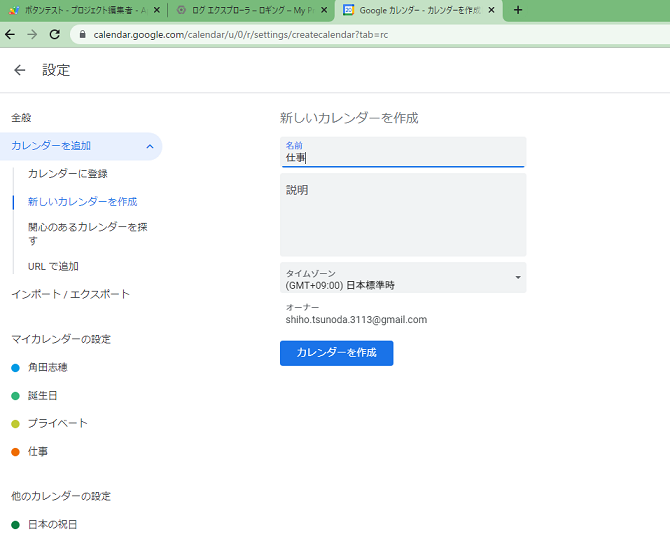 ボタンテスト - プロジェクト編集者 - A
ログ エクスプローラ – ロギング – My P
Google カレンダー - カレンダーを作成
calendar.google.com/calendar/u/0/r/settings/createcalendar?tab=rc
設定
全般
カレンダーを追加
カレンダーに登録
新しいカレンダーを作成
関心のあるカレンダーを探
す
URL で追加
インポート / エクスポート
マイカレンダーの設定
角田志穂
誕生日
プライベート
仕事
他のカレンダーの設定
日本の祝日
新しいカレンダーを作成
名前
仕事
説明
タイムゾーン
(GMT+09:00) 日本標準時
オーナー
shiho.tsunoda.3113@gmail.com
カレンダーを作成